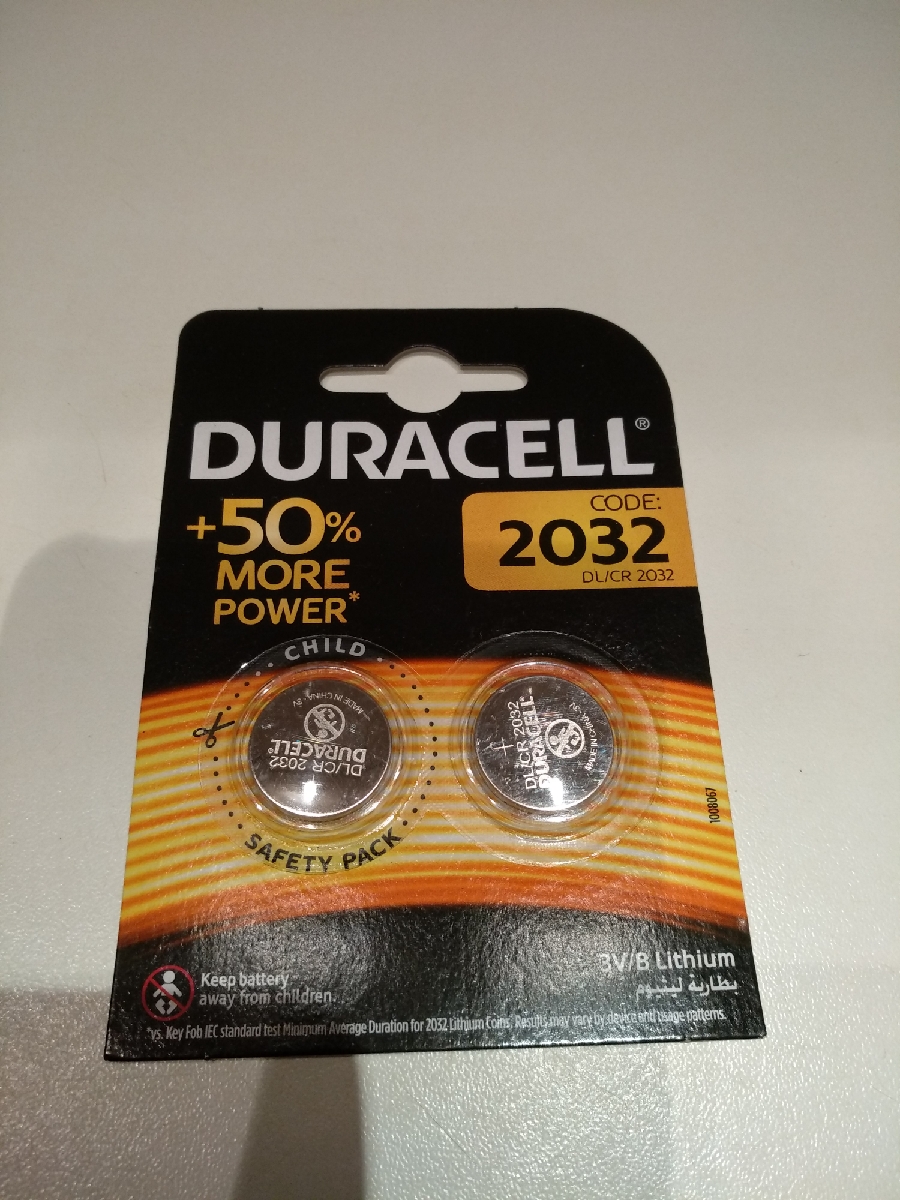 DURACELL®
+50%
MORE
POWER*
CODE:
2032
DL/CR 2032
CHILD
SAFETY PACK
MADE IN CHINA · 3V
DURACELL®
DL/CR 2032
+
DL/CR 2032
DURACELL®
MADE IN CHINA · 3V
1008067
3V/B Lithium
بطارية ليثيوم
Keep battery
away from children.
*vs. Key Fob IEC standard test Minimum Average Duration for 2032 Lithium Coins. Results may vary by device and usage patterns.